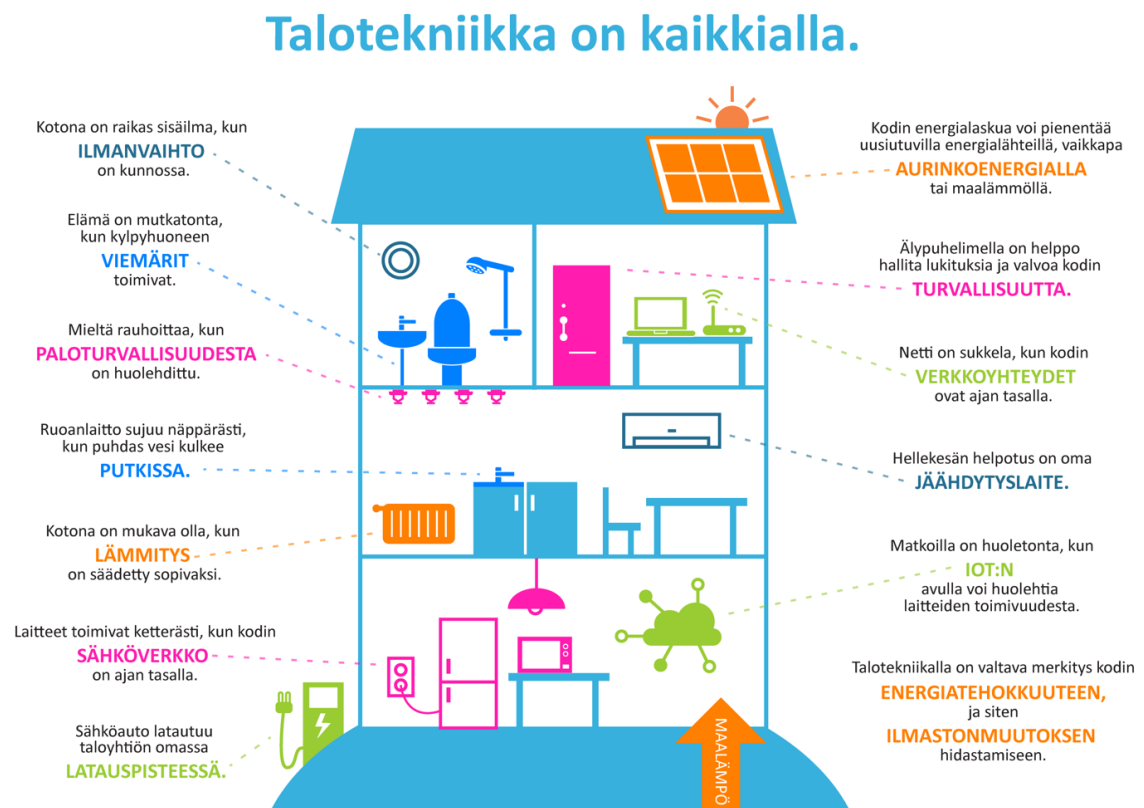 Talotekniikka on kaikkialla.
Kotona on raikas sisäilma, kun
ILMANVAIHTO
on kunnossa.
Elämä on mutkatonta,
kun kylpyhuoneen
VIEMÄRIT
toimivat.
Mieltä rauhoittaa, kun
PALOTURVALLISUUDESTA
on huolehdittu.
Ruoanlaitto sujuu näppärästi,
kun puhdas vesi kulkee
PUTKISSA.
Kotona on mukava olla, kun
LÄMMITYS
on säädetty sopivaksi.
Laitteet toimivat ketterästi, kun kodin
SÄHKÖVERKKO
on ajan tasalla.
Sähköauto latautuu
taloyhtiön omassa
LATAUSPISTEESSÄ.
Kodin energialaskua voi pienentää
uusiutuvilla energialähteillä, vaikkapa
AURINKOENERGIALLA
tai maalämmöllä.
Älypuhelimella on helppo
hallita lukituksia ja valvoa kodin
TURVALLISUUTTA.
Netti on sukkela, kun kodin
VERKKOYHTEYDET
ovat ajan tasalla.
Hellekesän helpotus on oma
JÄÄHDYTYSLAITE.
Matkoilla on huoletonta, kun
IOT:N
avulla voi huolehtia
laitteiden toimivuudesta.
Talotekniikalla on valtava merkitys kodin
ENERGIATEHOKKUUTEEN,
ja siten
ILMASTONMUUTOKSEN
hidastamiseen.
MAALÄMPÖ